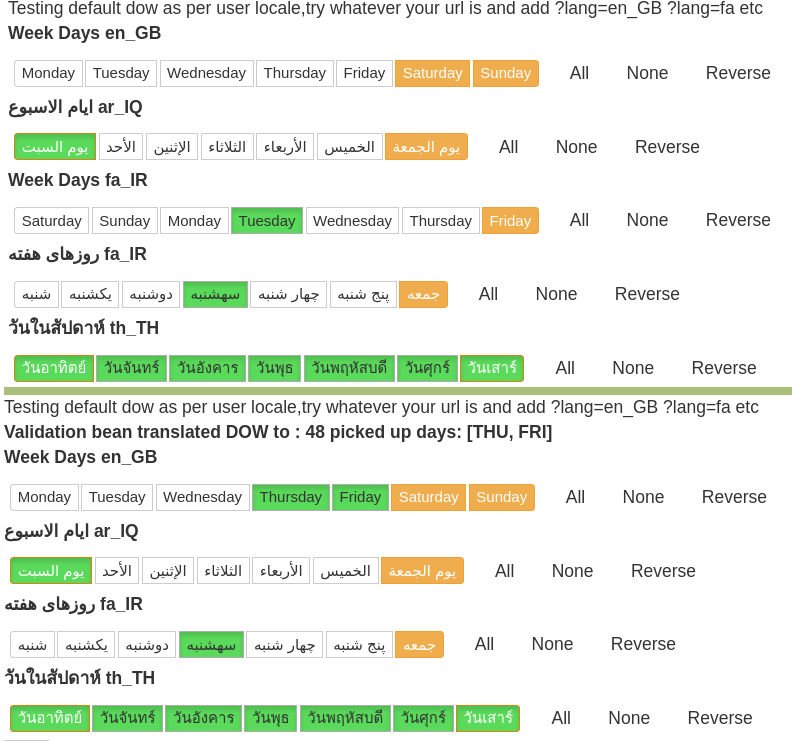 Testing default dow as per user locale,try whatever your url is and add ?lang=en_GB ?lang=fa etc
Week Days en_GB
Monday Tuesday Wednesday Thursday Friday Saturday Sunday All None Reverse
ايام الاسبوع ar_IQ
يوم السبت الأحد الإثنين الثلاثاء الأربعاء الخميس يوم الجمعة All None Reverse
Week Days fa_IR
Saturday Sunday Monday Tuesday Wednesday Thursday Friday All None Reverse
روزهای هفته fa_IR
شنبه یکشنبه دوشنبه سهشنبه چهار شنبه پنج شنبه جمعه All None Reverse
วันในสัปดาห์ th_TH
วันอาทิตย์ วันจันทร์ วันอังคาร วันพุธ วันพฤหัสบดี วันศุกร์ วันเสาร์ All None Reverse
Testing default dow as per user locale,try whatever your url is and add ?lang=en_GB ?lang=fa etc
Validation bean translated DOW to : 48 picked up days: [THU, FRI]
Week Days en_GB
Monday Tuesday Wednesday Thursday Friday Saturday Sunday All None Reverse
ايام الاسبوع ar_IQ
يوم السبت الأحد الإثنين الثلاثاء الأربعاء الخميس يوم الجمعة All None Reverse
روزهای هفته fa_IR
شنبه یکشنبه دوشنبه سهشنبه چهار شنبه پنج شنبه جمعه All None Reverse
วันในสัปดาห์ th_TH
วันอาทิตย์ วันจันทร์ วันอังคาร วันพุธ วันพฤหัสบดี วันศุกร์ วันเสาร์ All None Reverse